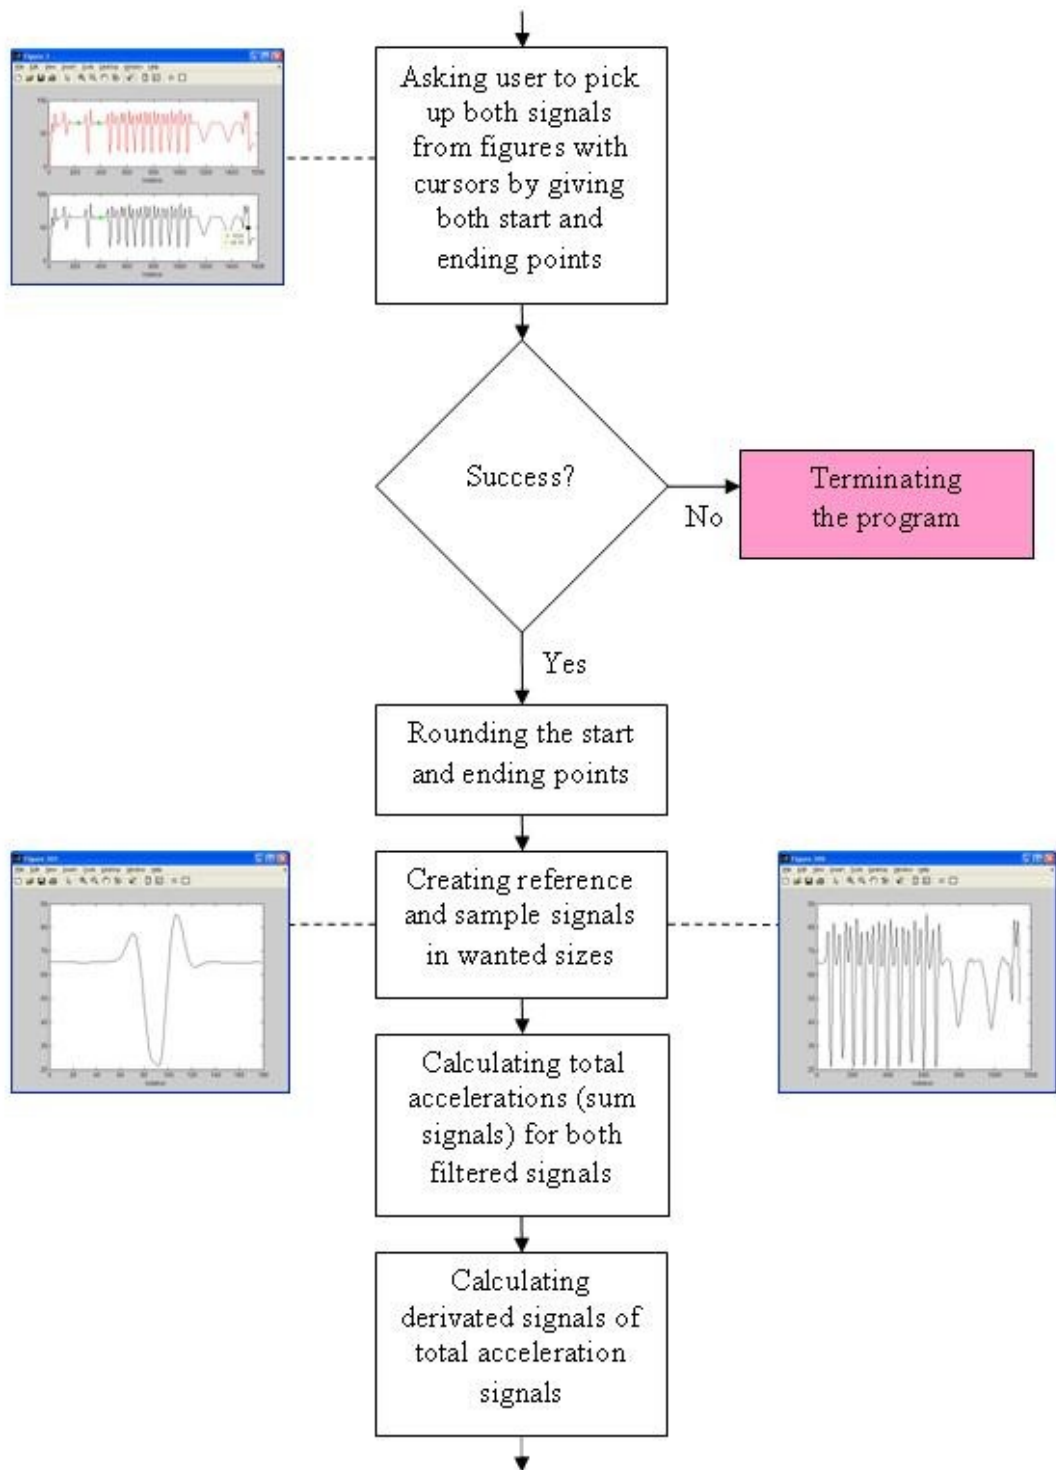 Asking user to pick
up both signals
from figures with
cursors by giving
both start and
ending points
Success?
No
Terminating
the program
Yes
Rounding the start
and ending points
Creating reference
and sample signals
in wanted sizes
Calculating total
accelerations (sum
signals) for both
filtered signals
Calculating
derivated signals of
total acceleration
signals